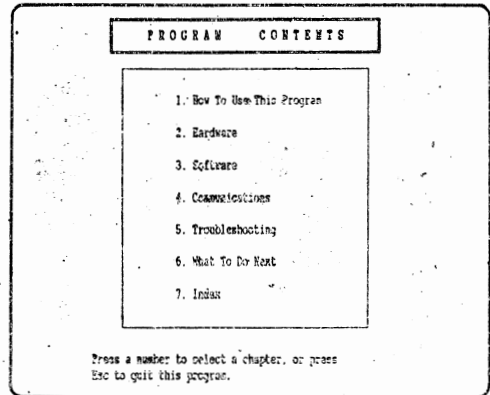 PROGRAM CONTENTS
1. How To Use This Program
2. Hardware
3. Software
4. Communications
5. Troubleshooting
6. What To Do Next
7. Index
Press a number to select a chapter, or press
Esc to quit this program.